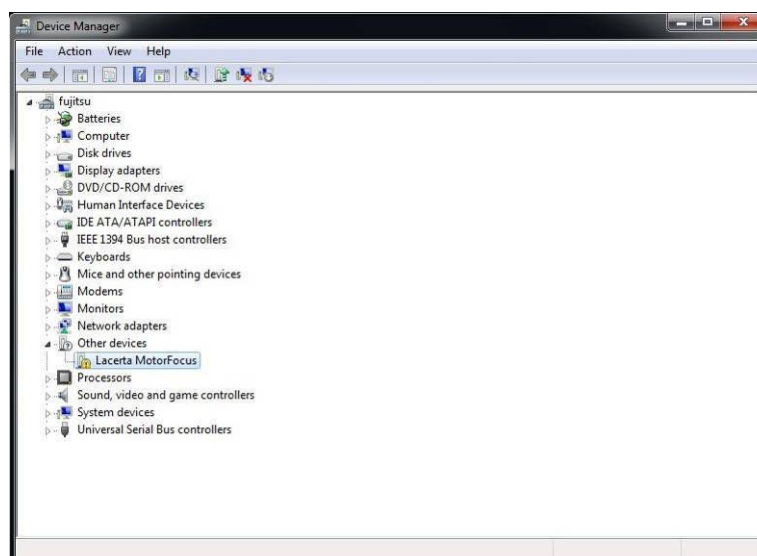 Device Manager
File Action View Help
fujitsu
Batteries
Computer
Disk drives
Display adapters
DVD/CD-ROM drives
Human Interface Devices
IDE ATA/ATAPI controllers
IEEE 1394 Bus host controllers
Keyboards
Mice and other pointing devices
Modems
Monitors
Network adapters
Other devices
Lacerta MotorFocus
Processors
Sound, video and game controllers
System devices
Universal Serial Bus controllers